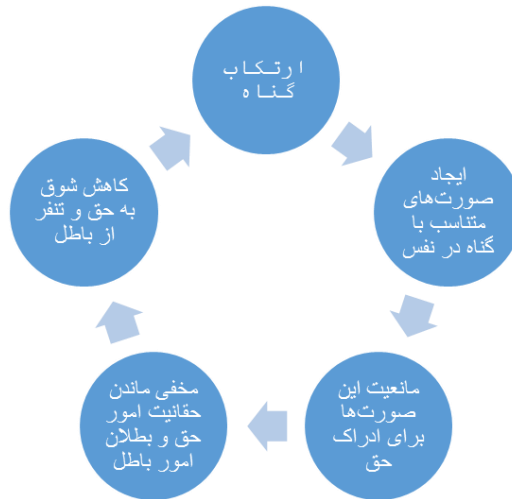 ارتکاب
گناه
ایجاد
صورت‌های
متناسب با
گناه در نفس
مانعیت این
صورت‌ها
برای ادراک
حق
مخفی ماندن
حقانیت امور
حق و بطلان
امور باطل
کاهش شوق
به حق و تنفر
از باطل